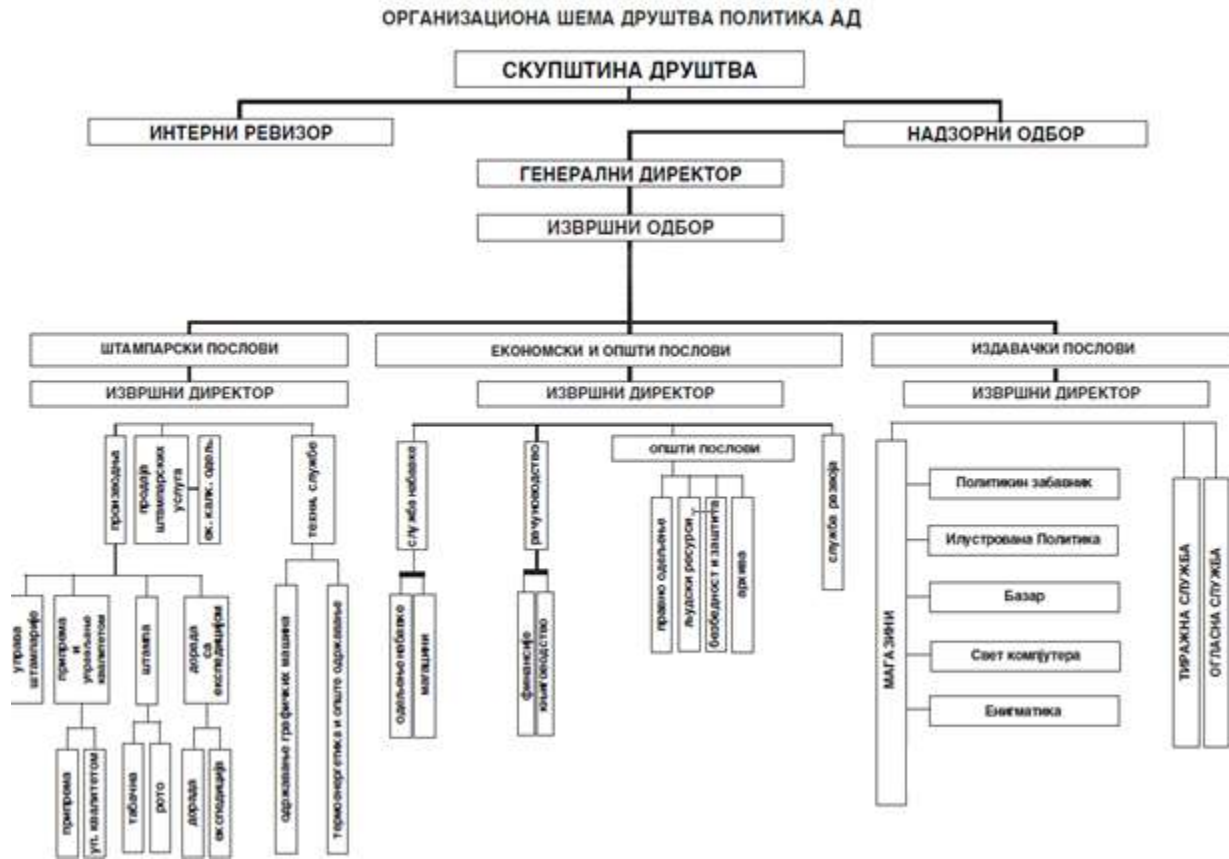 ОРГАНИЗАЦИОНА ШЕМА ДРУШТВА ПОЛИТИКА АД
СКУПШТИНА ДРУШТВА
ИНТЕРНИ РЕВИЗОР
НАДЗОРНИ ОДБОР
ГЕНЕРАЛНИ ДИРЕКТОР
ИЗВРШНИ ОДБОР
ШТАМПАРСКИ ПОСЛОВИ
ЕКОНОМСКИ И ОПШТИ ПОСЛОВИ
ИЗДАВАЧКИ ПОСЛОВИ
ИЗВРШНИ ДИРЕКТОР
ИЗВРШНИ ДИРЕКТОР
ИЗВРШНИ ДИРЕКТОР
производња
продаја
штампарских
услуга
ек. калк. одељ.
техни. службе
управа
штампарије
припрема
и
управљање
квалитетом
штампа
дорада
са
експедицијом
припрема
уп. квалитетом
табачна
рото
дорада
експедиција
одржавање графичких машина
термоенергетика и опште одржавање
служба набавке
рачуноводство
ОПШТИ ПОСЛОВИ
служба развоја
одељење набавке
магацини
финансије
књиговодство
правно одељење
људски ресурси
безбедност и заштита
архива
МАГАЗИНИ
Политикин забавник
Илустрована Политика
Базар
Свет компјутера
Енигматика
ТИРАЖНА СЛУЖБА
ОГЛАСНА СЛУЖБА